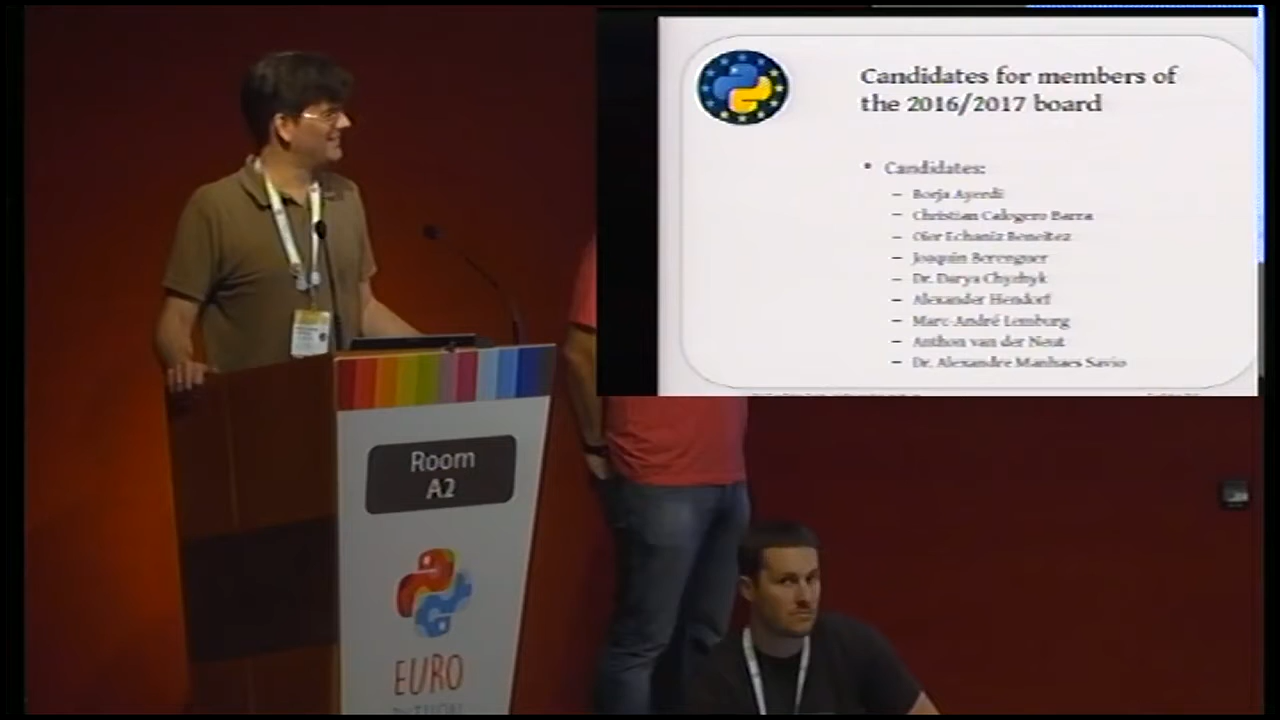 Candidates for members of
the 2016/2017 board
• Candidates:
– Borja Ayerdi
– Christian Calogero Barra
– Oier Echaniz Beneitez
– Joaquin Berenguer
– Dr. Darya Chyzhyk
– Alexander Hendorf
– Marc-André Lemburg
– Anthon van der Neut
– Dr. Alexandre Manhaes Savio
Room
A2
EURO